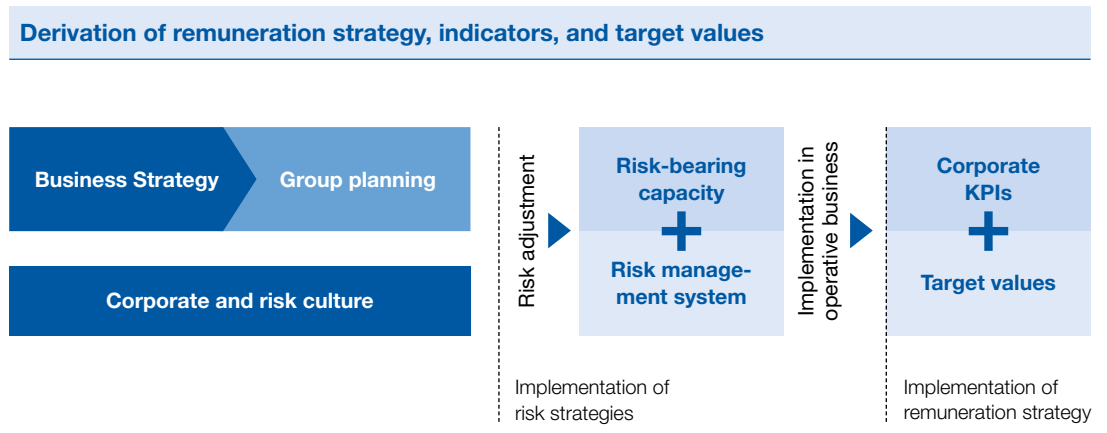 Derivation of remuneration strategy, indicators, and target values
Business Strategy
Group planning
Corporate and risk culture
Risk adjustment
Risk-bearing
capacity
+
Risk manage-
ment system
Implementation in
operative business
Corporate
KPIs
+
Target values
Implementation of
risk strategies
Implementation of
remuneration strategy